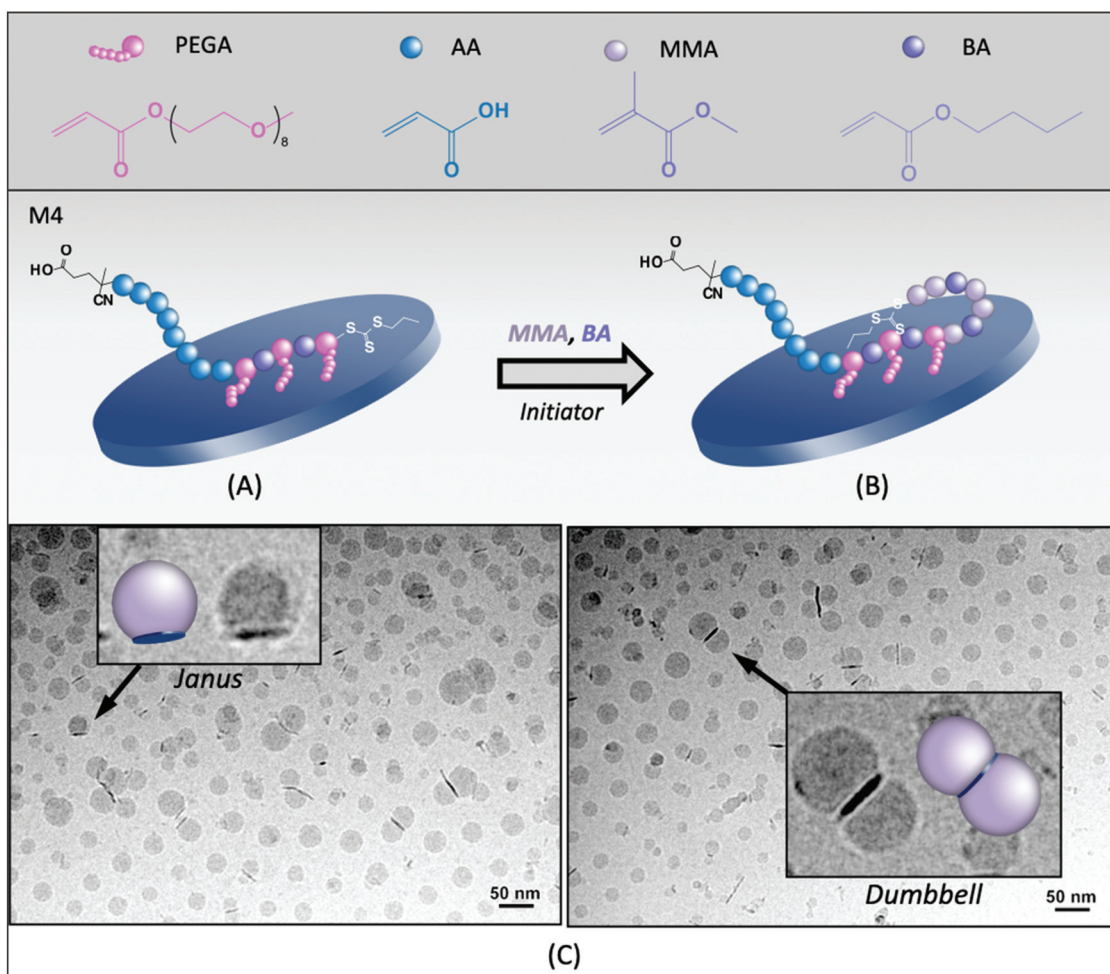 PEGA AA MMA BA
O ( O ) 8 O
OH O
O O
O O
M4
HO O CN S S S
MMA, BA
Initiator
HO O CN S S S
(A) (B)
Janus
50 nm
Dumbbell
50 nm
(C)